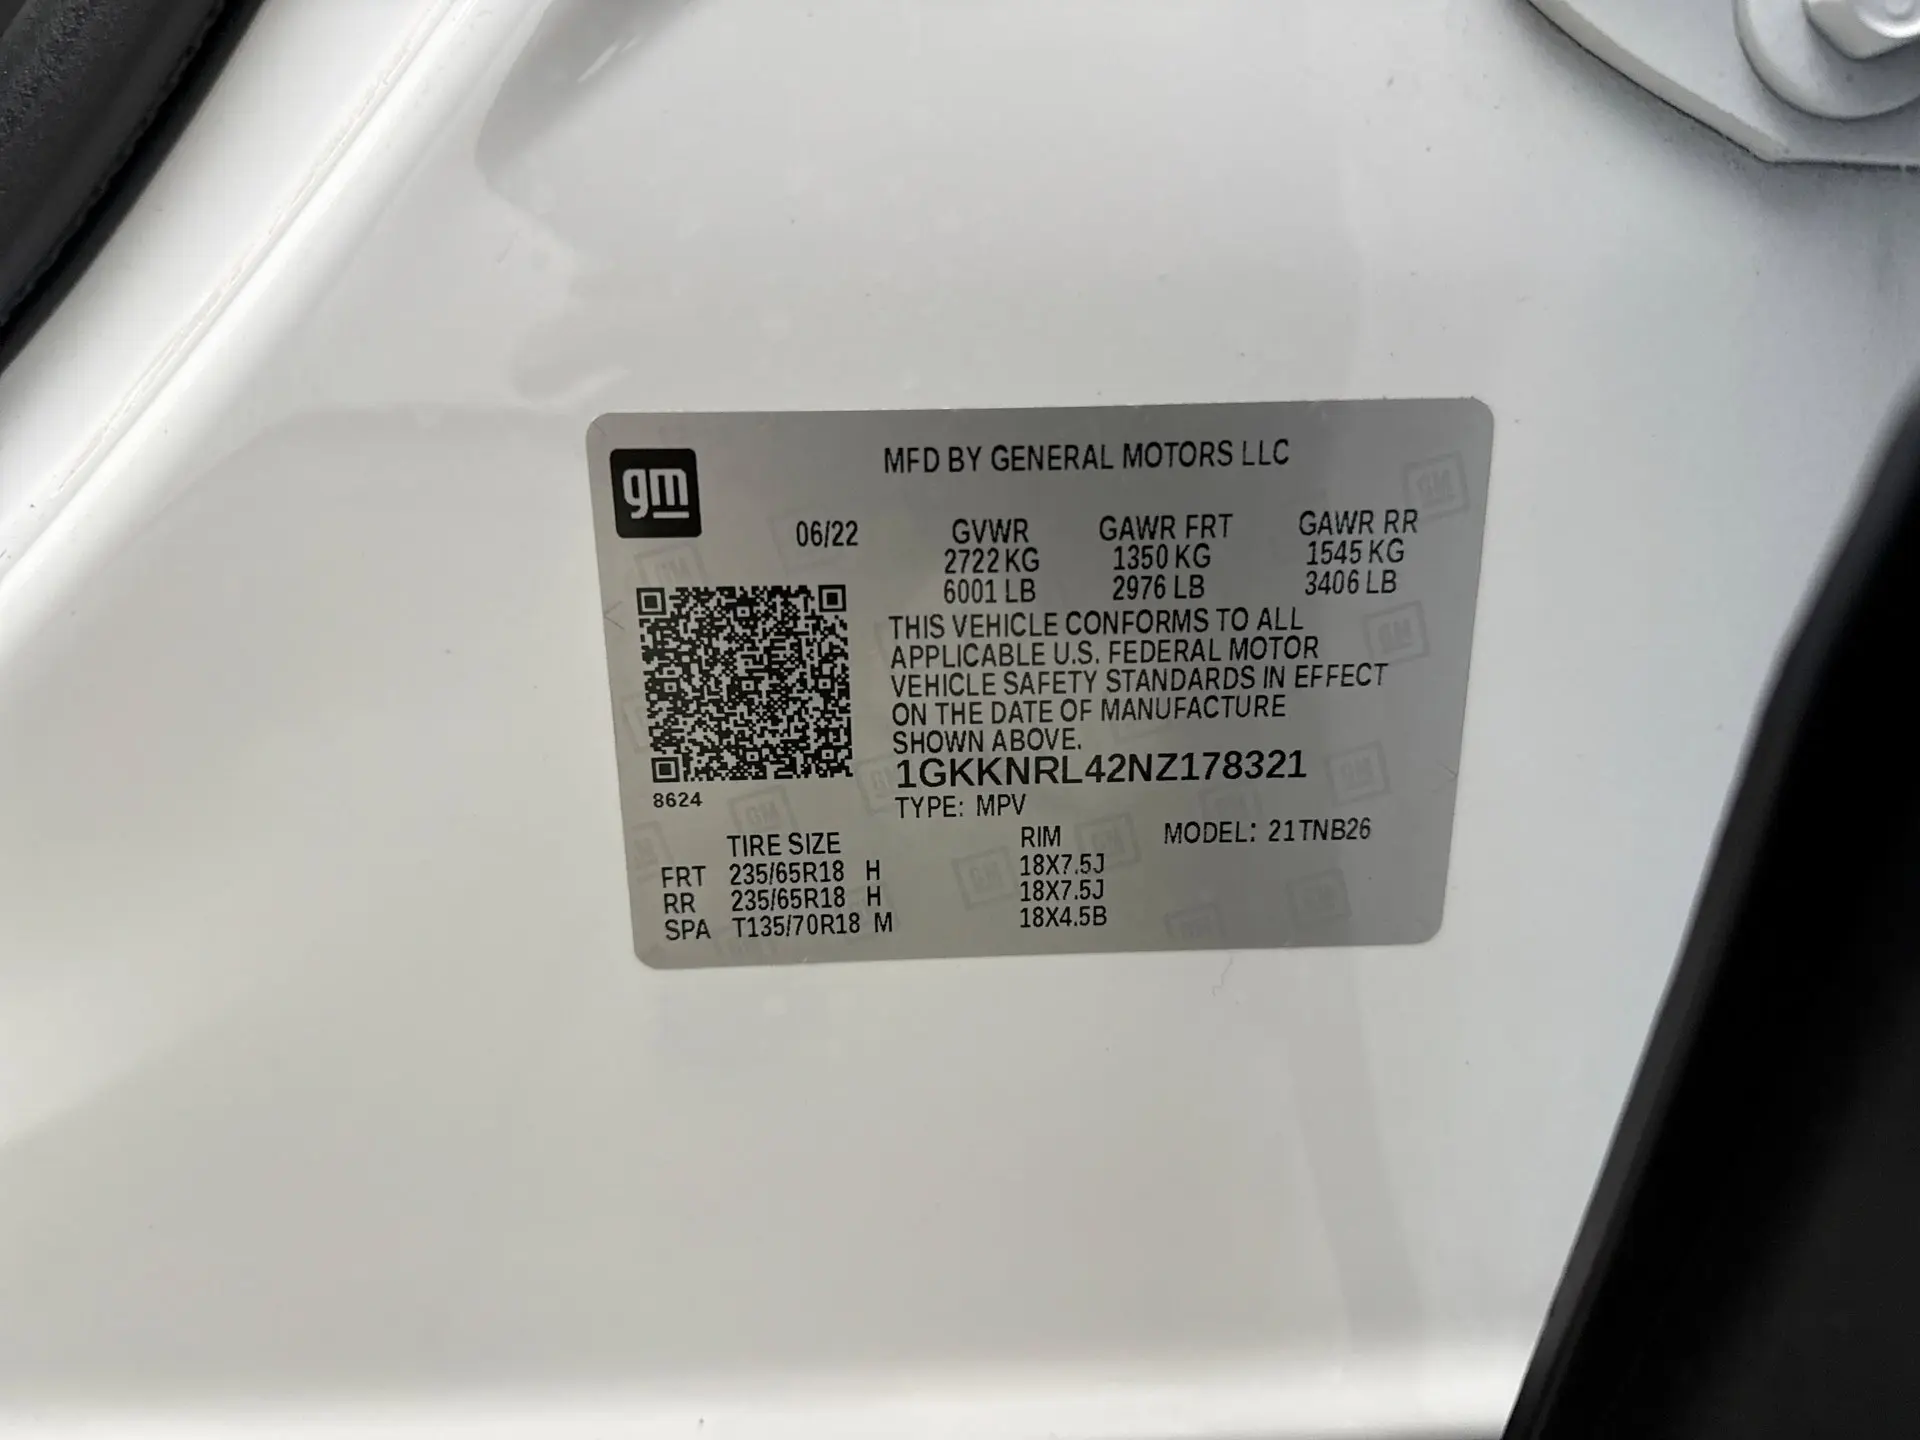 gm
MFD BY GENERAL MOTORS LLC
06/22 GVWR GAWR FRT GAWR RR
2722 KG 1350 KG 1545 KG
6001 LB 2976 LB 3406 LB
THIS VEHICLE CONFORMS TO ALL
APPLICABLE U.S. FEDERAL MOTOR
VEHICLE SAFETY STANDARDS IN EFFECT
ON THE DATE OF MANUFACTURE
SHOWN ABOVE.
1GKKNRL42NZ178321
8624
TYPE: MPV
TIRE SIZE RIM MODEL: 21TNB26
FRT 235/65R18 H 18X7.5J
RR 235/65R18 H 18X7.5J
SPA T135/70R18 M 18X4.5B